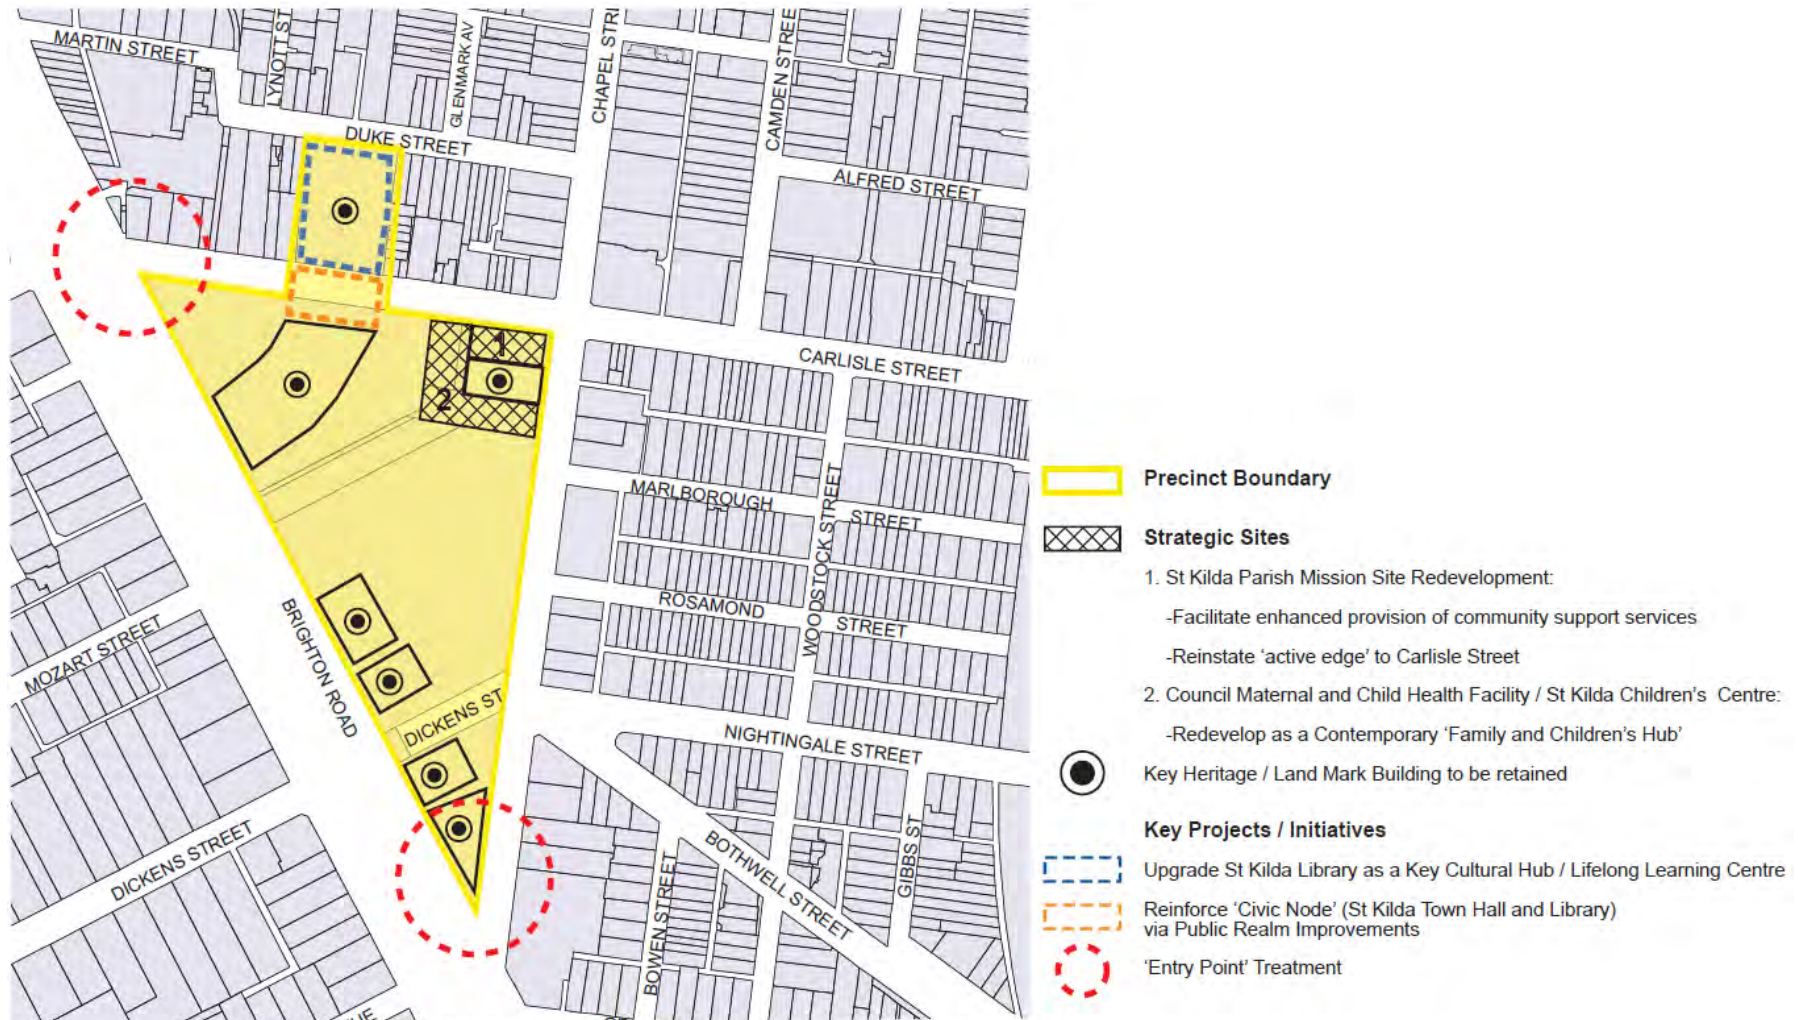 MARTIN STREET
LYNOTT ST
GLENMARK AV
CHAPEL STR
CAMDEN STREE
DUKE STREET
ALFRED STREET
CARLISLE STREET
1
2
MARLBOROUGH STREET
WOODSTOCK STREET
ROSAMOND STREET
MOZART STREET
BRIGHTON ROAD
DICKENS ST
NIGHTINGALE STREET
DICKENS STREET
BOTHWELL STREET
GIBBS ST
BOWEN STREET
Precinct Boundary
Strategic Sites
1. St Kilda Parish Mission Site Redevelopment:
-Facilitate enhanced provision of community support services
-Reinstate ‘active edge’ to Carlisle Street
2. Council Maternal and Child Health Facility / St Kilda Children’s Centre:
-Redevelop as a Contemporary ‘Family and Children’s Hub’
Key Heritage / Land Mark Building to be retained
Key Projects / Initiatives
Upgrade St Kilda Library as a Key Cultural Hub / Lifelong Learning Centre
Reinforce ‘Civic Node’ (St Kilda Town Hall and Library)
via Public Realm Improvements
‘Entry Point’ Treatment